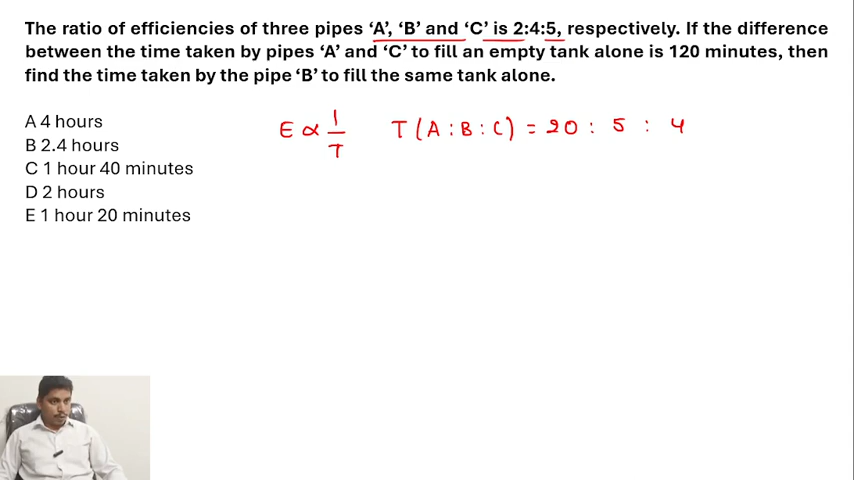 The ratio of efficiencies of three pipes ‘A’, ‘B’ and ‘C’ is 2:4:5, respectively. If the difference
between the time taken by pipes ‘A’ and ‘C’ to fill an empty tank alone is 120 minutes, then
find the time taken by the pipe ‘B’ to fill the same tank alone.
A 4 hours
B 2.4 hours
C 1 hour 40 minutes
D 2 hours
E 1 hour 20 minutes
E ∝ 1/T T(A:B:C) = 20 : 5 : 4